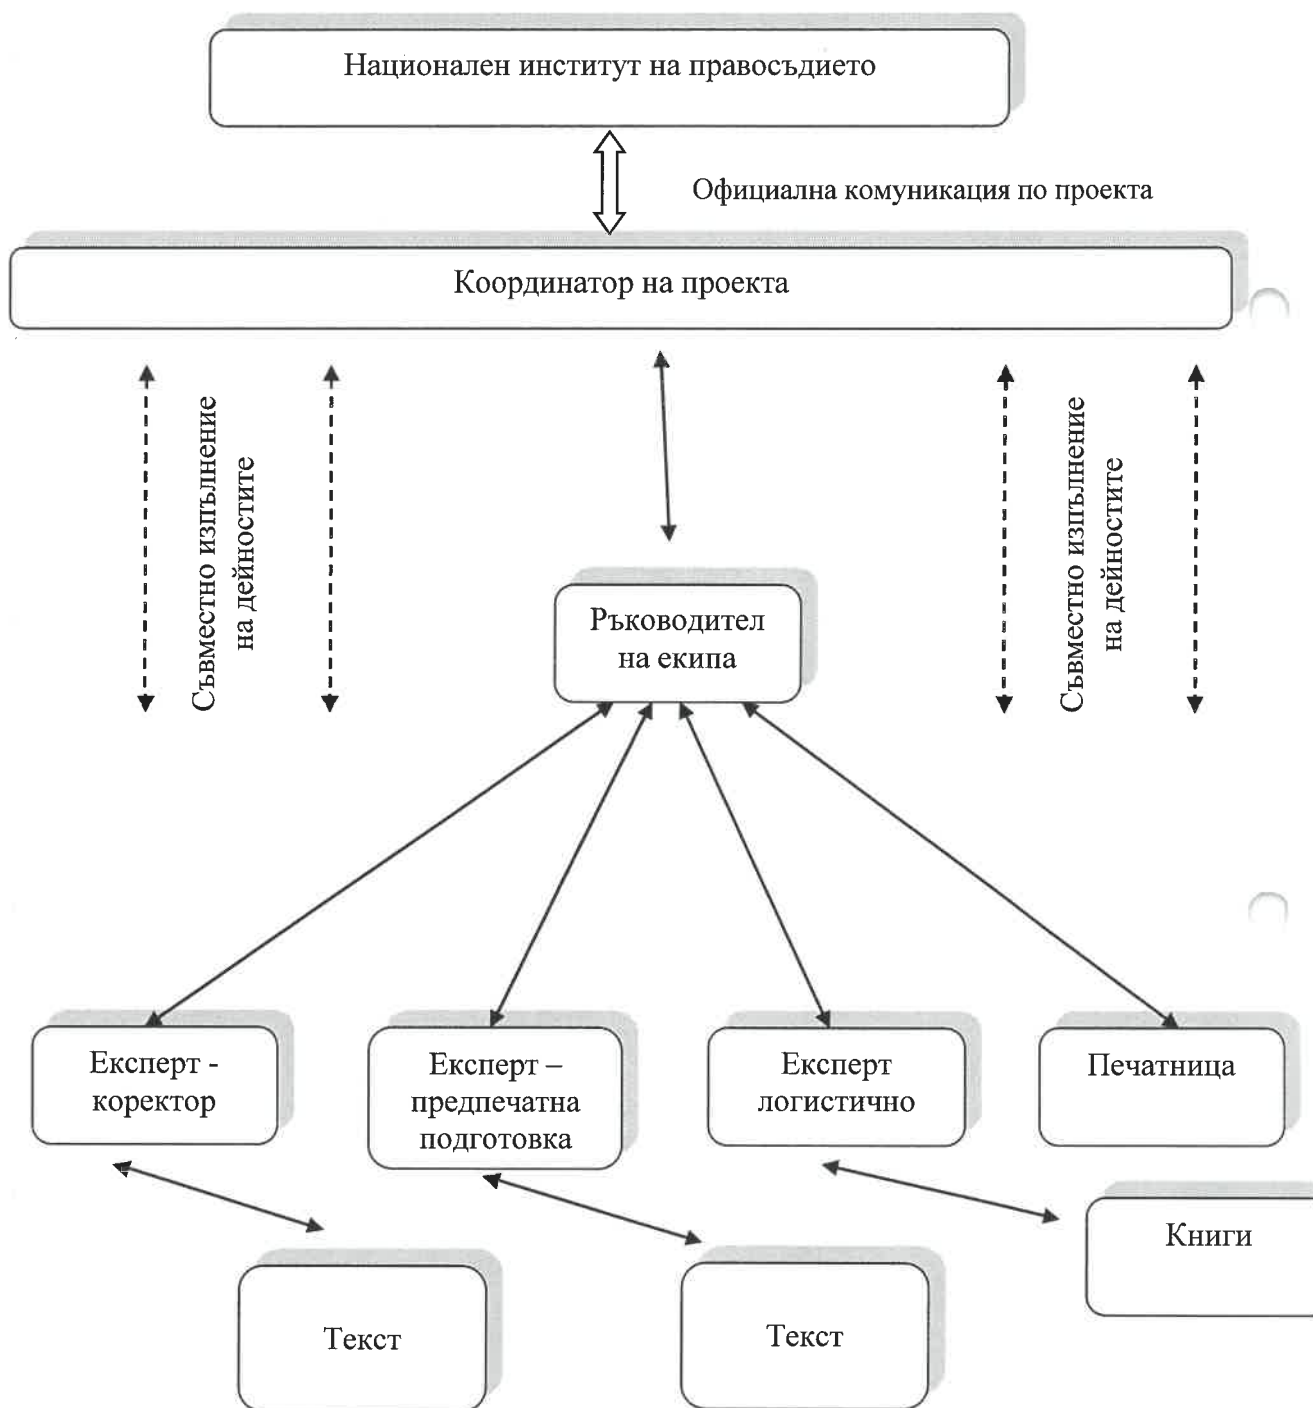 Национален институт на правосъдието
Официална комуникация по проекта
Координатор на проекта
Съвместно изпълнение
на дейностите
Съвместно изпълнение
на дейностите
Ръководител
на екипа
Експерт -
коректор
Експерт –
предпечатна
подготовка
Експерт
логистично
Печатница
Книги
Текст
Текст